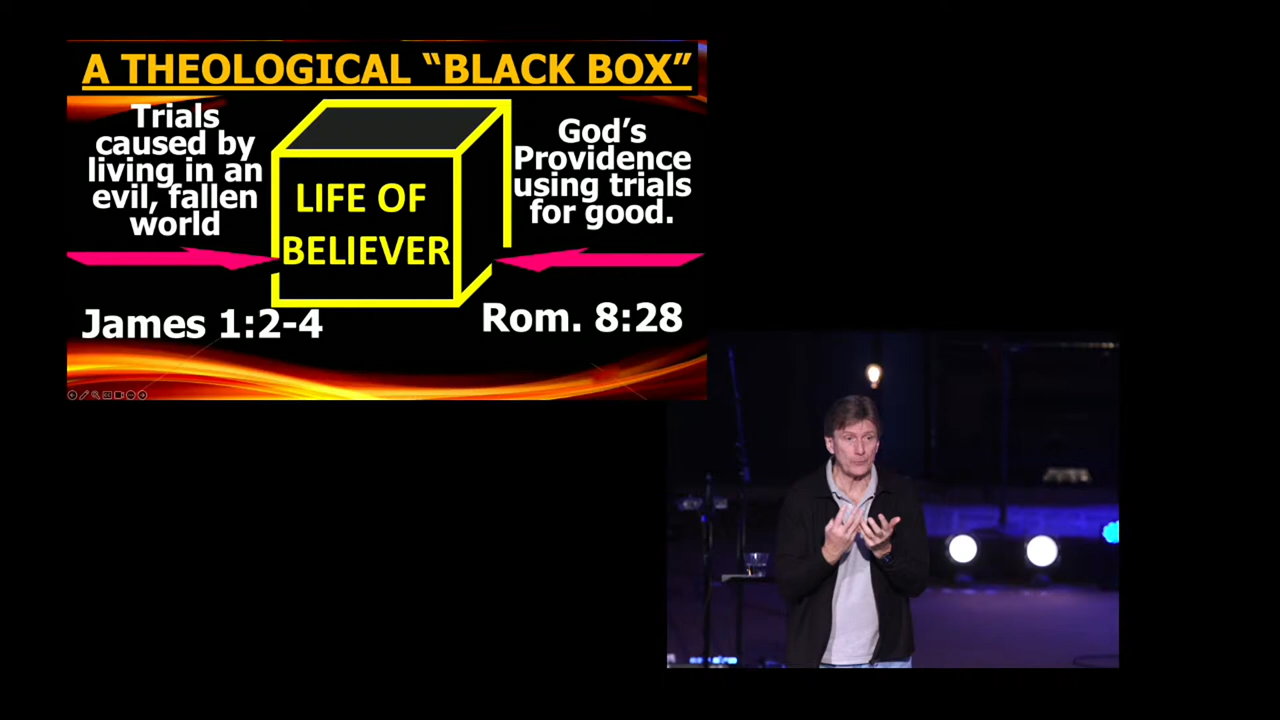 A THEOLOGICAL “BLACK BOX”
Trials
caused by
living in an
evil, fallen
world
LIFE OF
BELIEVER
God’s
Providence
using trials
for good.
James 1:2-4
Rom. 8:28